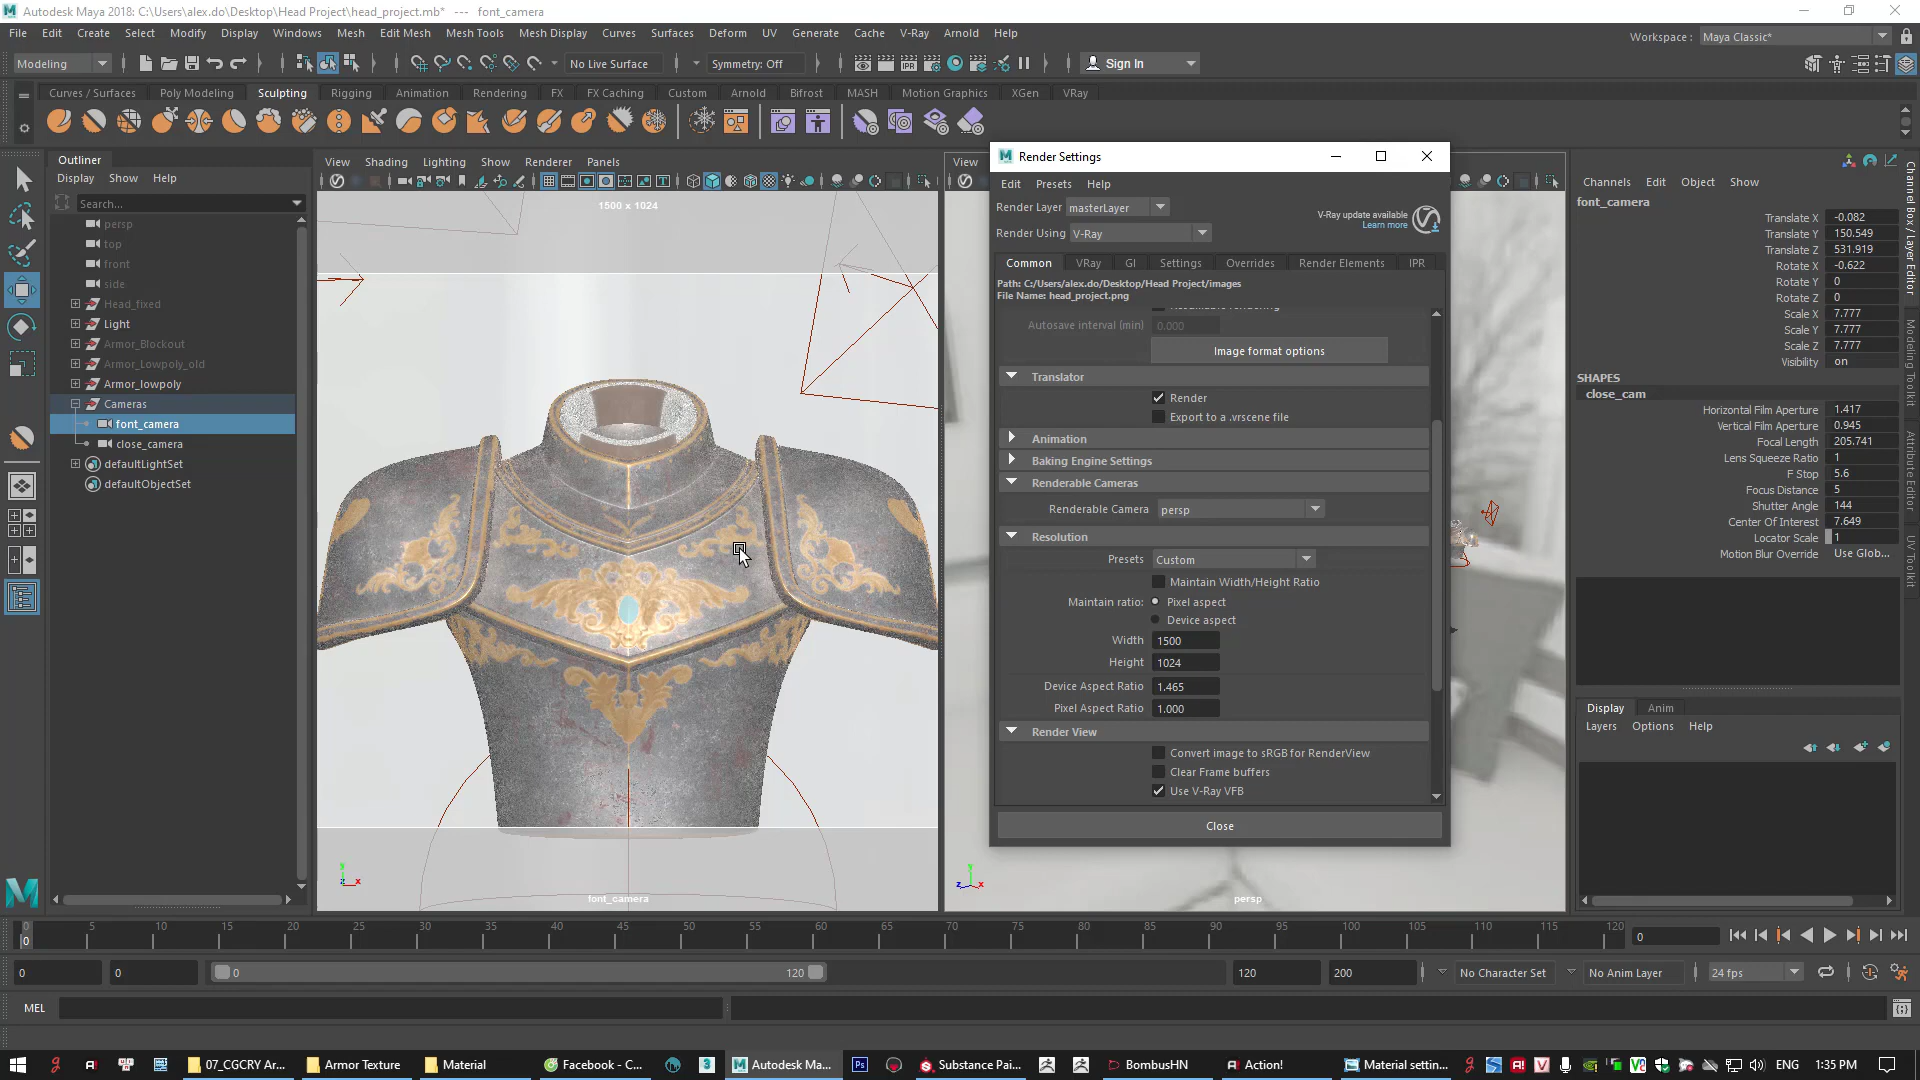 Autodesk Maya 2018: C:\Users\alex.do\Desktop\Head Project\head_project.mb* --- font_camera
File Edit Create Select Modify Display Windows Mesh Edit Mesh Mesh Tools Mesh Display Curves Surfaces Deform UV Generate Cache V-Ray Arnold Help
Workspace : Maya Classic*
Modeling
No Live Surface
Symmetry: Off
Sign In
Curves / Surfaces Poly Modeling Sculpting Rigging Animation Rendering FX FX Caching Custom Arnold Bifrost MASH Motion Graphics XGen VRay
Outliner
Display Show Help
Search...
persp
top
front
side
Head_fixed
Light
Armor_Blockout
Armor_Lowpoly_old
Armor_lowpoly
Cameras
font_camera
close_camera
defaultLightSet
defaultObjectSet
View Shading Lighting Show Renderer Panels
1500 x 1024
font_camera
View
persp
Render Settings
Edit Presets Help
Render Layer masterLayer
Render Using V-Ray
V-Ray update available
Learn more
Common VRay GI Settings Overrides Render Elements IPR
Path: C:/Users/alex.do/Desktop/Head Project/images
File Name: head_project.png
Autosave interval (min) 0.000
Image format options
Translator
Render
Export to a .vrscene file
Animation
Baking Engine Settings
Renderable Cameras
Renderable Camera persp
Resolution
Presets Custom
Maintain Width/Height Ratio
Maintain ratio: Pixel aspect
Device aspect
Width 1500
Height 1024
Device Aspect Ratio 1.465
Pixel Aspect Ratio 1.000
Render View
Convert image to sRGB for RenderView
Clear Frame buffers
Use V-Ray VFB
Close
Channels Edit Object Show
font_camera
Translate X -0.082
Translate Y 150.549
Translate Z 531.919
Rotate X -0.622
Rotate Y 0
Rotate Z 0
Scale X 7.777
Scale Y 7.777
Scale Z 7.777
Visibility on
SHAPES
close_cam
Horizontal Film Aperture 1.417
Vertical Film Aperture 0.945
Focal Length 205.741
Lens Squeeze Ratio 1
F Stop 5.6
Focus Distance 5
Shutter Angle 144
Center Of Interest 7.649
Locator Scale 1
Motion Blur Override Use Glob...
Display Anim
Layers Options Help
Channel Box / Layer Editor
Modeling Toolkit
Attribute Editor
UV Toolkit
0 5 10 15 20 25 30 35 40 45 50 55 60 65 70 75 80 85 90 95 100 105 110 115 120
0
0
0 0 0 120 120 200 No Character Set No Anim Layer 24 fps
MEL
07_CGCRY Ar... Armor Texture Material Facebook - C... Autodesk Ma... Substance Pai... BombusHN Action! Material settin... ENG 1:35 PM